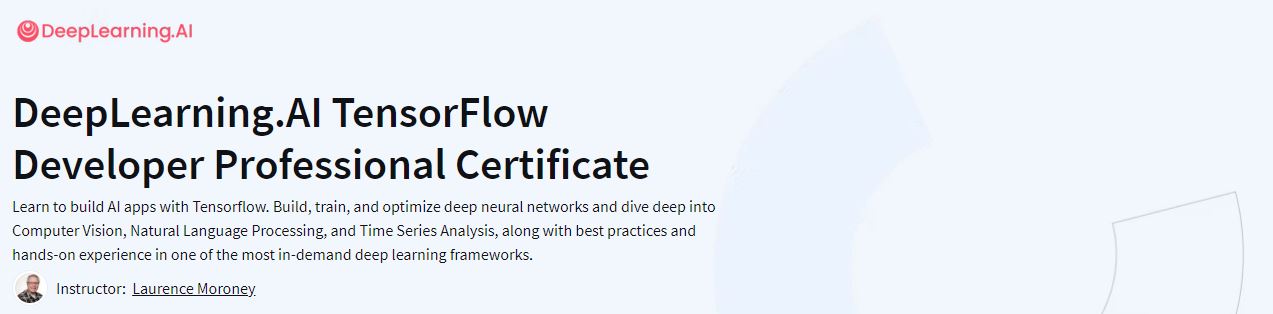 DeepLearning.AI
DeepLearning.AI TensorFlow
Developer Professional Certificate
Learn to build AI apps with Tensorflow. Build, train, and optimize deep neural networks and dive deep into
Computer Vision, Natural Language Processing, and Time Series Analysis, along with best practices and
hands-on experience in one of the most in-demand deep learning frameworks.
Instructor: Laurence Moroney